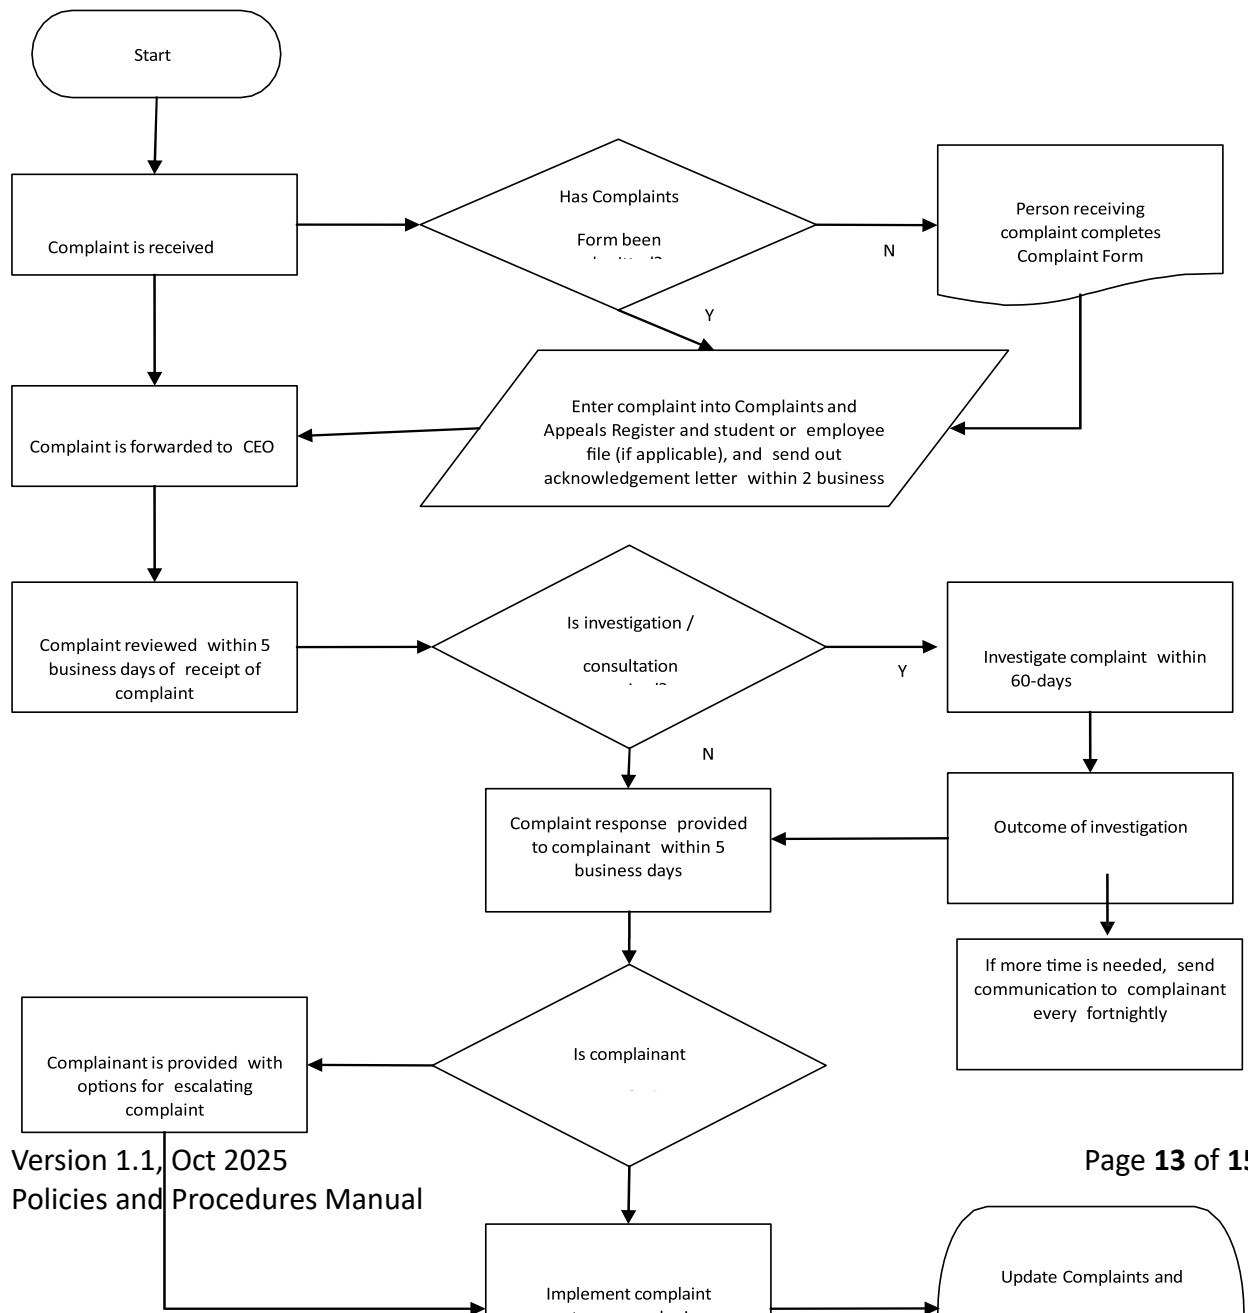 Start
Has Complaints
Form been
Person receiving
complaint completes
Complaint Form
Complaint is received
N
Y
Enter complaint into Complaints and
Appeals Register and student or employee
file (if applicable), and send out
acknowledgement letter within 2 business
Complaint is forwarded to CEO
Is investigation /
consultation
Complaint reviewed within 5
business days of receipt of
complaint
Y
Investigate complaint within
60-days
N
Complaint response provided
to complainant within 5
business days
Outcome of investigation
If more time is needed, send
communication to complainant
every fortnightly
Is complainant
Complainant is provided with
options for escalating
complaint
Version 1.1, Oct 2025
Page 13 of 15
Policies and Procedures Manual
Update Complaints and
Implement complaint